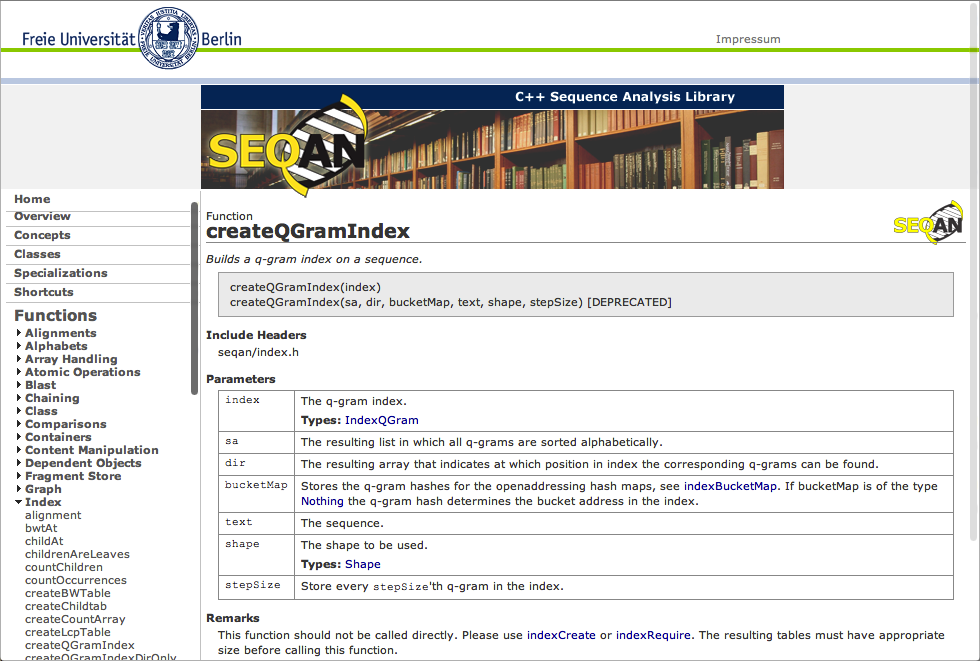 Freie Universität Berlin
Impressum
C++ Sequence Analysis Library
SEQAN
Home
Overview
Concepts
Classes
Specializations
Shortcuts
Functions
Alignments
Alphabets
Array Handling
Atomic Operations
Blast
Chaining
Class
Comparisons
Containers
Content Manipulation
Dependent Objects
Fragment Store
Graph
Index
alignment
bwtAt
childAt
childrenAreLeaves
countChildren
countOccurrences
createBWTable
createChildtab
createCountArray
createLcpTable
createQGramIndex
createQGramIndexDirOnly
Function
createQGramIndex
SEQAN
Builds a q-gram index on a sequence.
createQGramIndex(index)
createQGramIndex(sa, dir, bucketMap, text, shape, stepSize) [DEPRECATED]
Include Headers
seqan/index.h
Parameters
index The q-gram index.
Types: IndexQGram
sa The resulting list in which all q-grams are sorted alphabetically.
dir The resulting array that indicates at which position in index the corresponding q-grams can be found.
bucketMap Stores the q-gram hashes for the openaddressing hash maps, see indexBucketMap. If bucketMap is of the type
Nothing the q-gram hash determines the bucket address in the index.
text The sequence.
shape The shape to be used.
Types: Shape
stepSize Store every stepSize'th q-gram in the index.
Remarks
This function should not be called directly. Please use indexCreate or indexRequire. The resulting tables must have appropriate
size before calling this function.